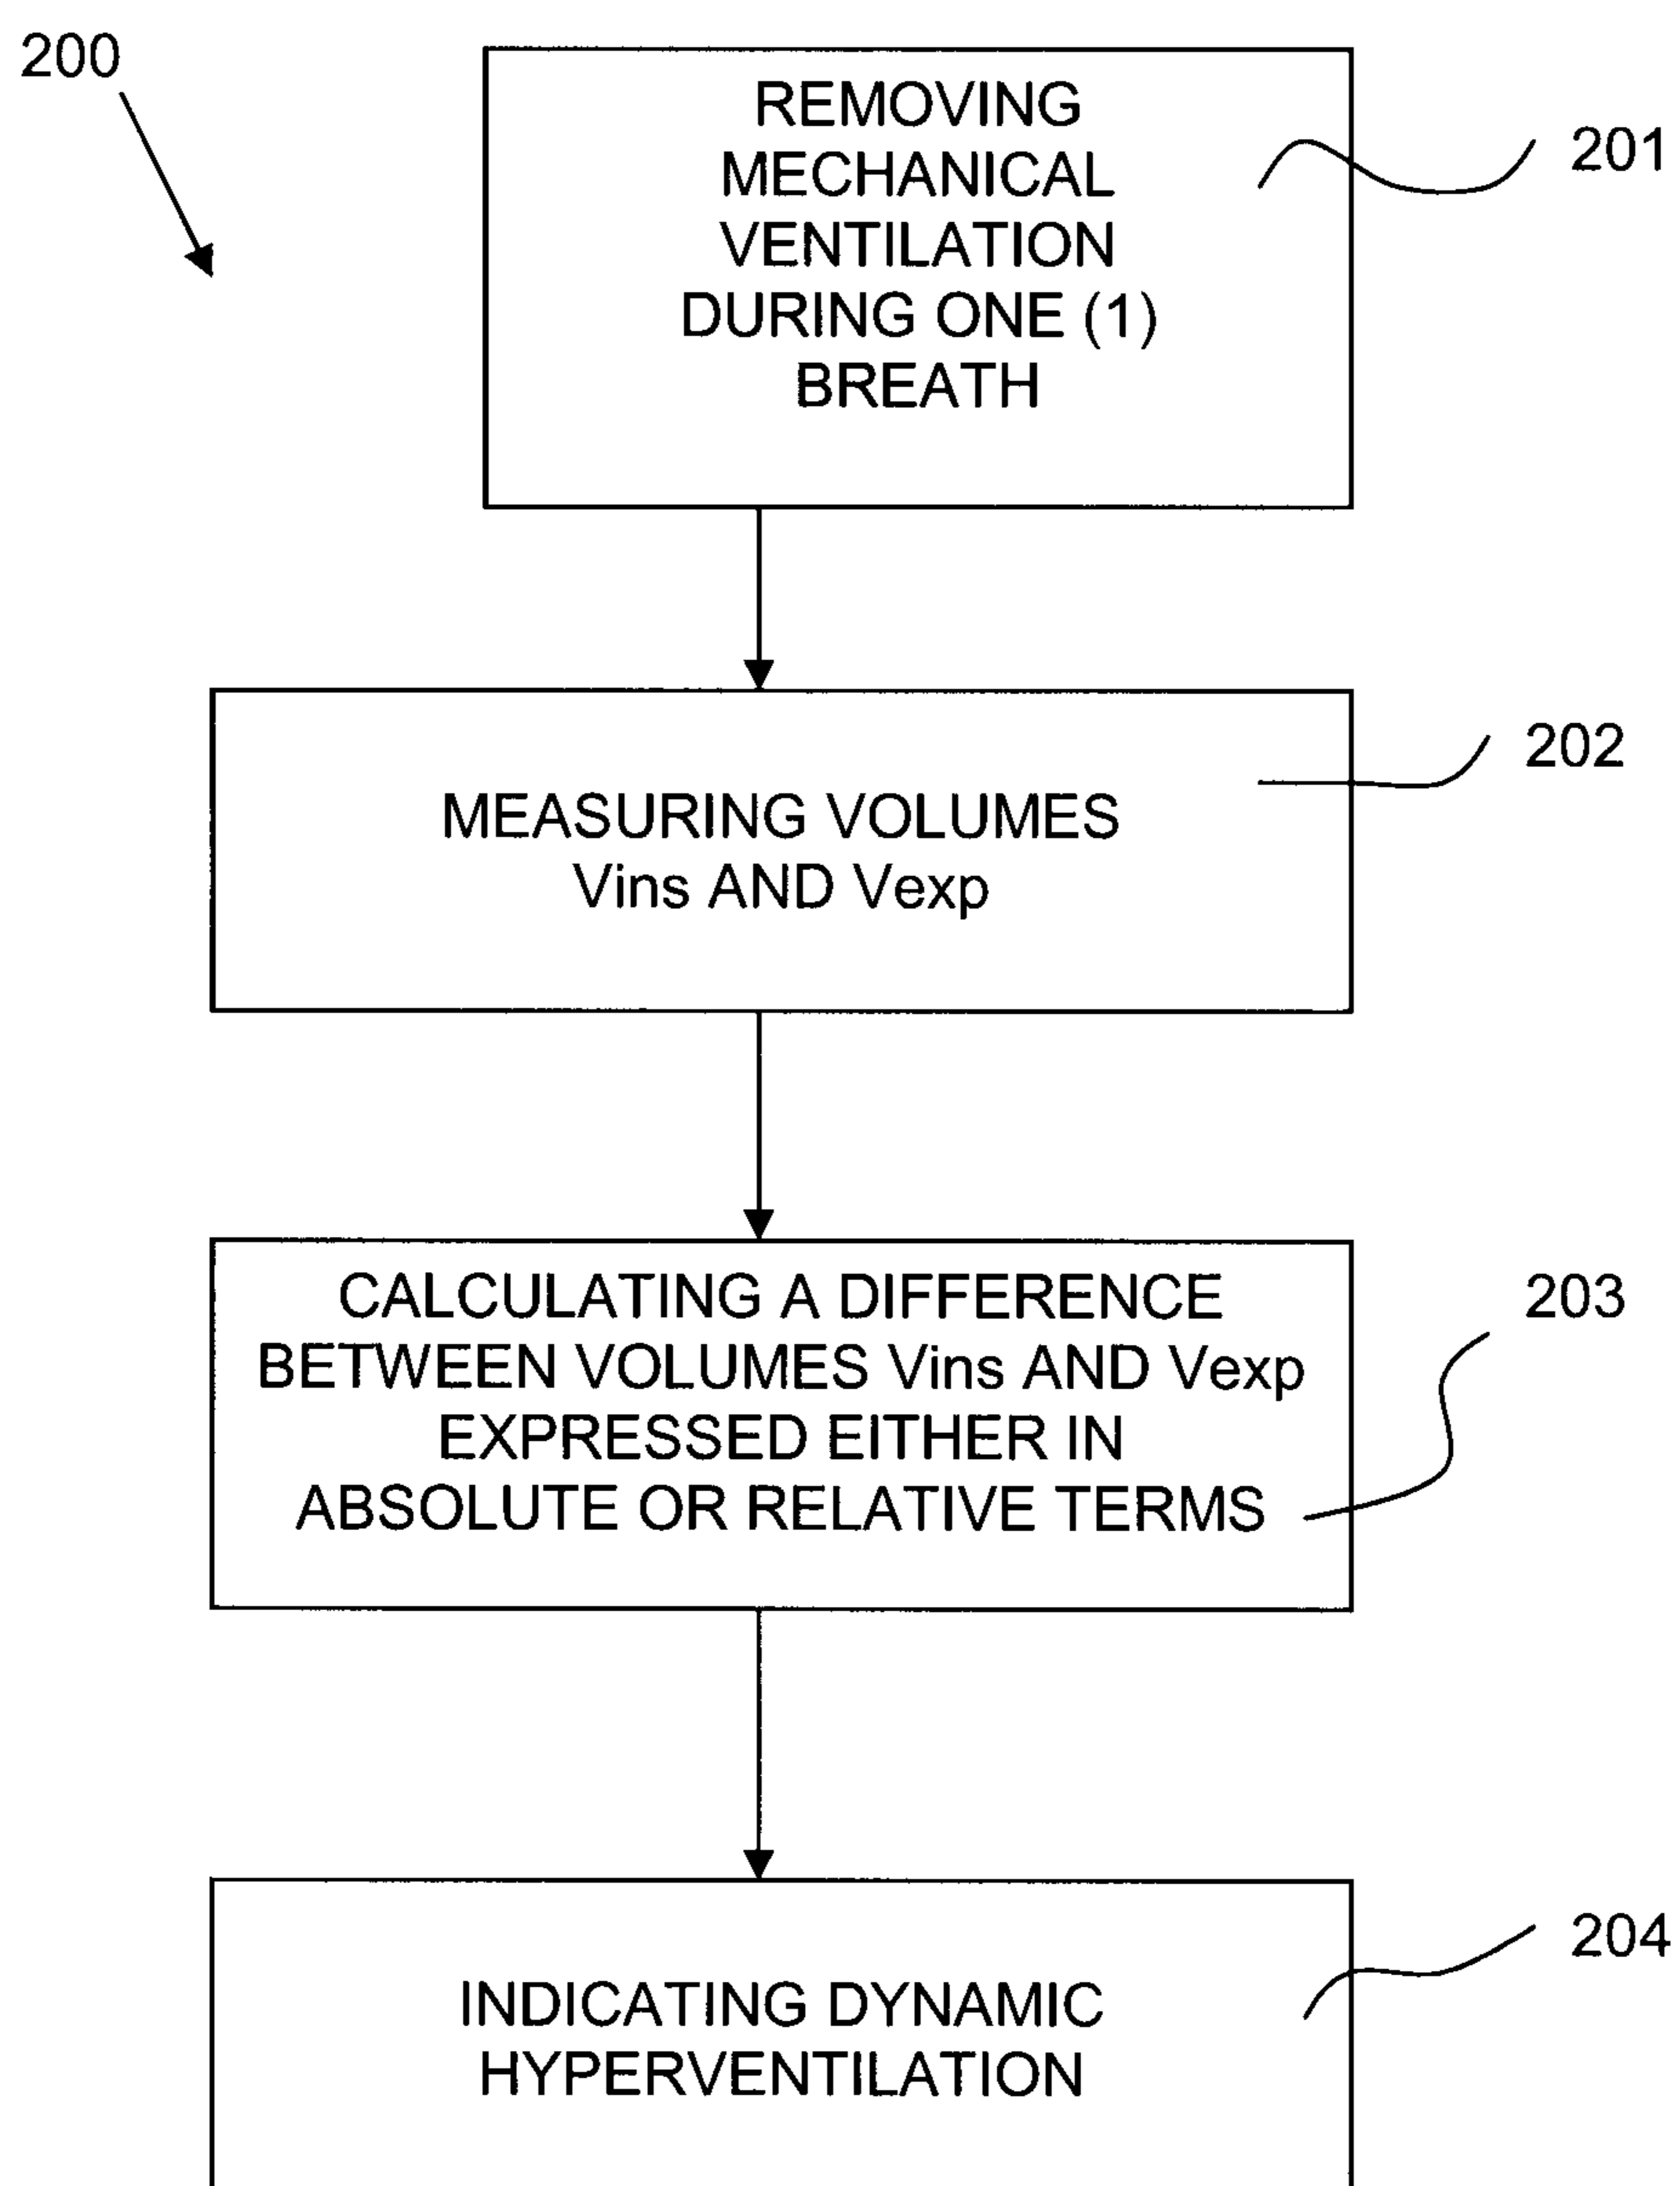 200
REMOVING
MECHANICAL
VENTILATION
DURING ONE (1)
BREATH
201
MEASURING VOLUMES
Vins AND Vexp
202
CALCULATING A DIFFERENCE
BETWEEN VOLUMES Vins AND Vexp
EXPRESSED EITHER IN
ABSOLUTE OR RELATIVE TERMS
203
INDICATING DYNAMIC
HYPERVENTILATION
204